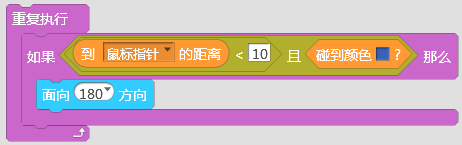 重复执行
如果 到 鼠标指针 的距离 < 10 且 碰到颜色 ? 那么
面向 180 方向